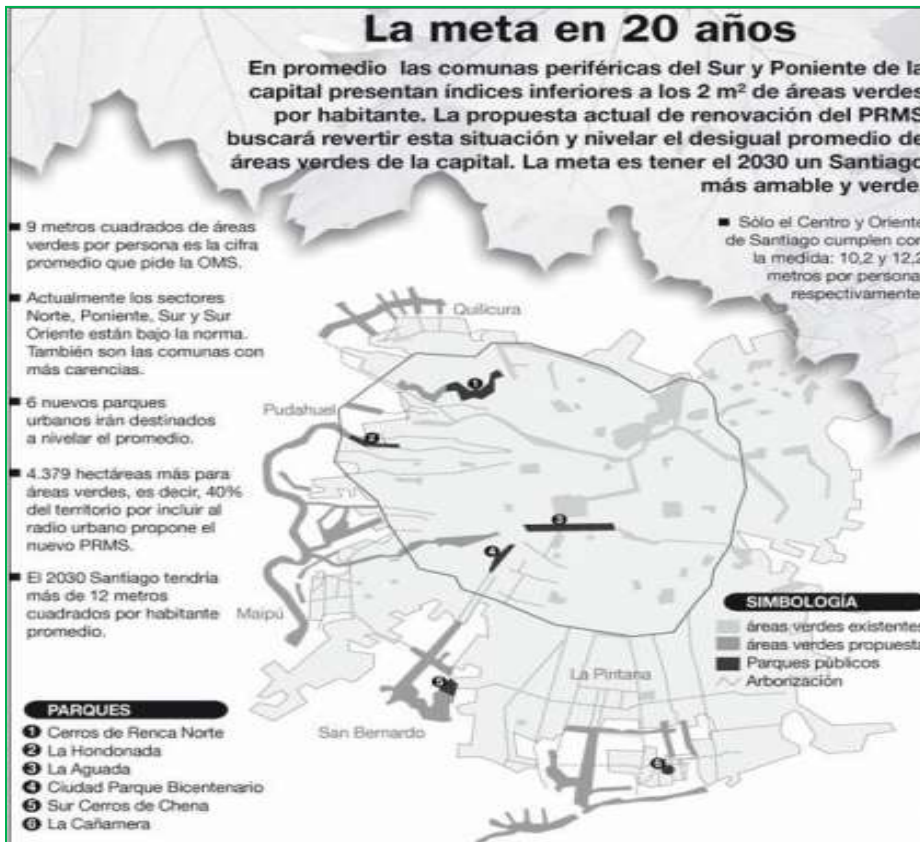 La meta en 20 años
En promedio las comunas periféricas del Sur y Poniente de la
capital presentan índices inferiores a los 2 m² de áreas verdes
por habitante. La propuesta actual de renovación del PRMS
buscará revertir esta situación y nivelar el desigual promedio de
áreas verdes de la capital. La meta es tener el 2030 un Santiago
más amable y verde
■ 9 metros cuadrados de áreas
verdes por persona es la cifra
promedio que pide la OMS.
■ Actualmente los sectores
Norte, Poniente, Sur y Sur
Oriente están bajo la norma.
También son las comunas con
más carencias.
■ 6 nuevos parques
urbanos irán destinados
a nivelar el promedio.
■ 4.379 hectáreas más para
áreas verdes, es decir, 40%
del territorio por incluir al
radio urbano propone el
nuevo PRMS.
■ El 2030 Santiago tendría
más de 12 metros
cuadrados por habitante
promedio.
■ Sólo el Centro y Oriente
de Santiago cumplen con
la medida: 10,2 y 12,2
metros por persona
respectivamente
Quilicura
1
Pudahuel
2
3
4
Maipú
5
San Bernardo
La Pintana
6
SIMBOLOGÍA
áreas verdes existentes
áreas verdes propuesta
Parques públicos
Arborización
PARQUES
1 Cerros de Renca Norte
2 La Hondonada
3 La Aguada
4 Ciudad Parque Bicentenario
5 Sur Cerros de Chena
6 La Cañamera